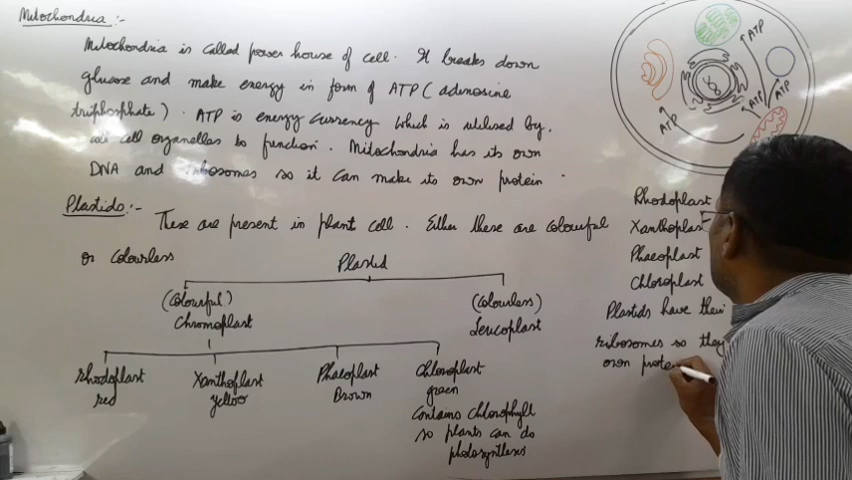 Mitochondria :-
Mitochondria is called power house of cell. It breaks down
glucose and make energy in form of ATP (adenosine
triphosphate). ATP is energy currency which is utilised by
cell organelles to function. Mitochondria has its own
DNA and ribosomes so it can make its own protein.
Plastids :-
These are present in plant cell. Either these are colourful
or colourless
Plastid
(Colourful)
Chromoplast
(Colourless)
Leucoplast
Rhodoplast
red
Xanthoplast
yellow
Phaeoplast
Brown
Chloroplast
green
Contains chlorophyll
so plants can do
photosynthesis
ATP
ATP
ATP
ATP
Rhodoplast
Xanthoplast
Phaeoplast
Chloroplast
Plastids have their
ribosomes so they
own prote